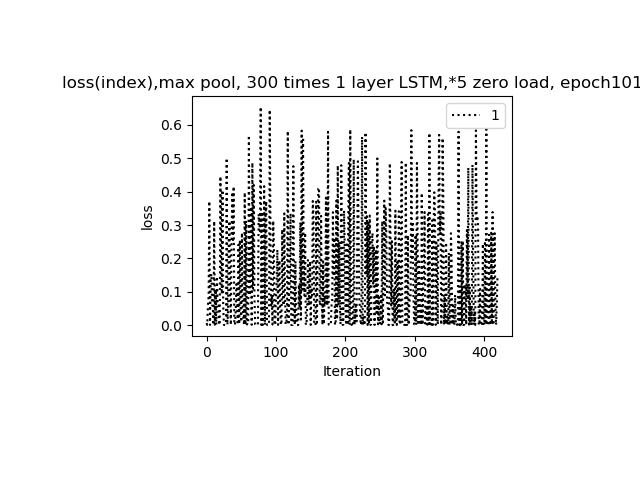 loss(index),max pool, 300 times 1 layer LSTM,*5 zero load, epoch101
1
0.6
0.5
0.4
0.3
0.2
0.1
0.0
loss
0 100 200 300 400
Iteration